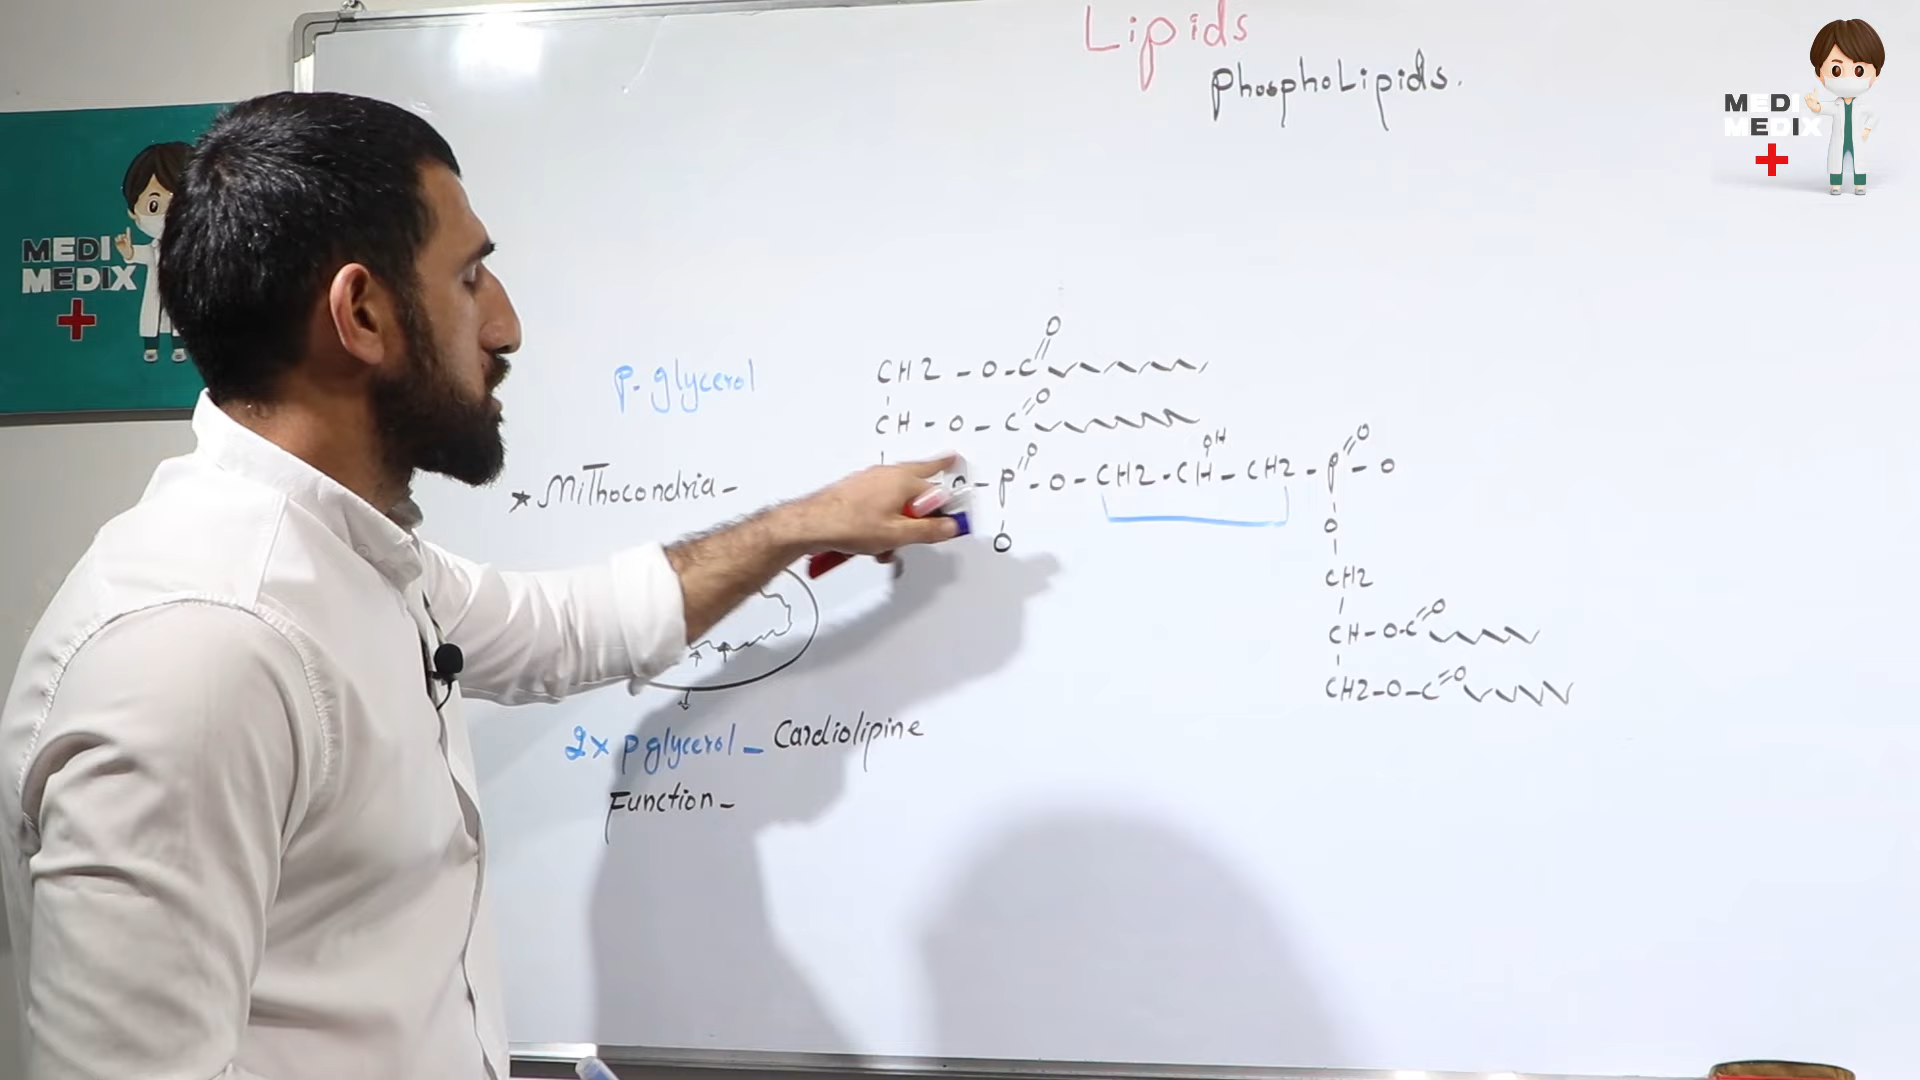 Lipids
PhosphoLipids.
MEDI
MEDIX
MEDI
MEDIX
P-glycerol
CH2-O-C=O
CH-O-C=O
O-P=O-O-CH2-CH-CH2-P=O-O
OH
O
O
CH2
CH-O-C=O
CH2-O-C=O
* MiThocondria-
2x pglycerol - Cardiolipine
Function-